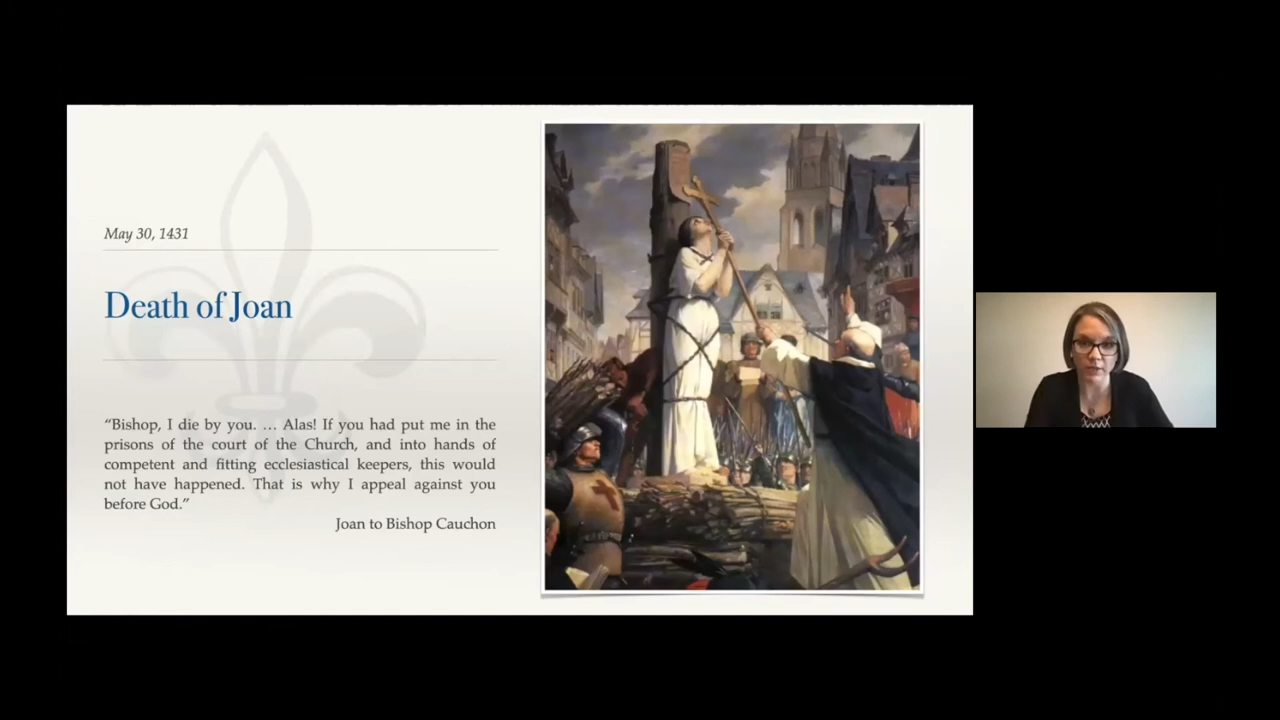 May 30, 1431
Death of Joan
“Bishop, I die by you. … Alas! If you had put me in the
prisons of the court of the Church, and into hands of
competent and fitting ecclesiastical keepers, this would
not have happened. That is why I appeal against you
before God.”
Joan to Bishop Cauchon